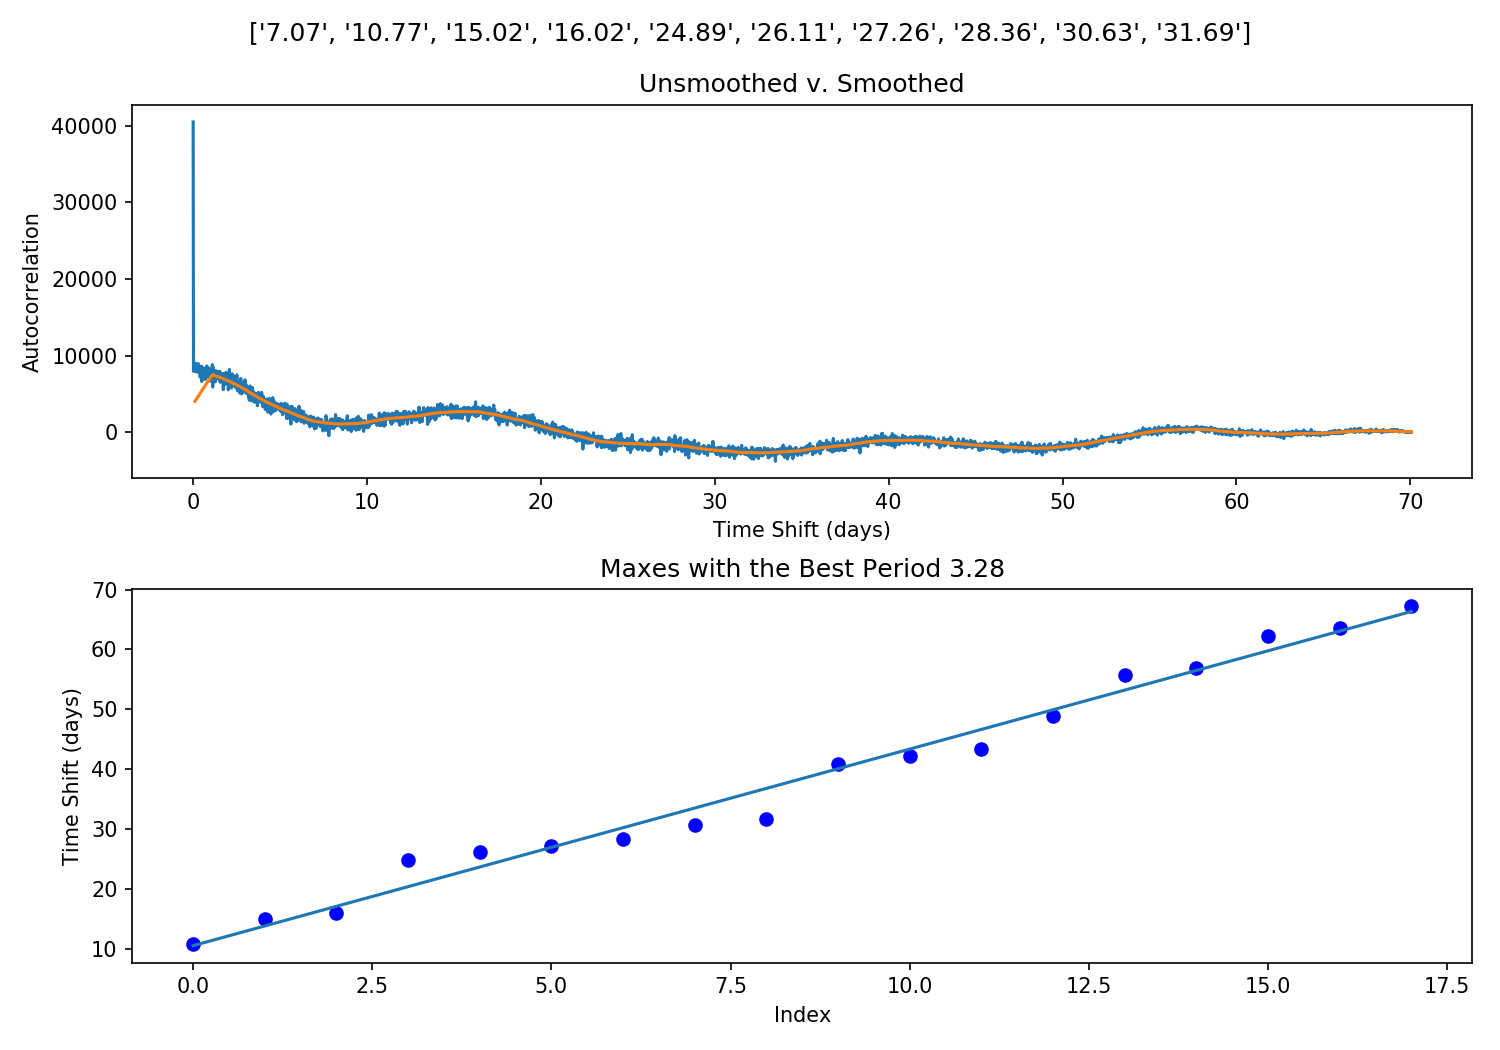 ['7.07', '10.77', '15.02', '16.02', '24.89', '26.11', '27.26', '28.36', '30.63', '31.69']
Unsmoothed v. Smoothed
40000
30000
20000
10000
0
Autocorrelation
0 10 20 30 40 50 60 70
Time Shift (days)
Maxes with the Best Period 3.28
70
60
50
40
30
20
10
Time Shift (days)
0.0 2.5 5.0 7.5 10.0 12.5 15.0 17.5
Index